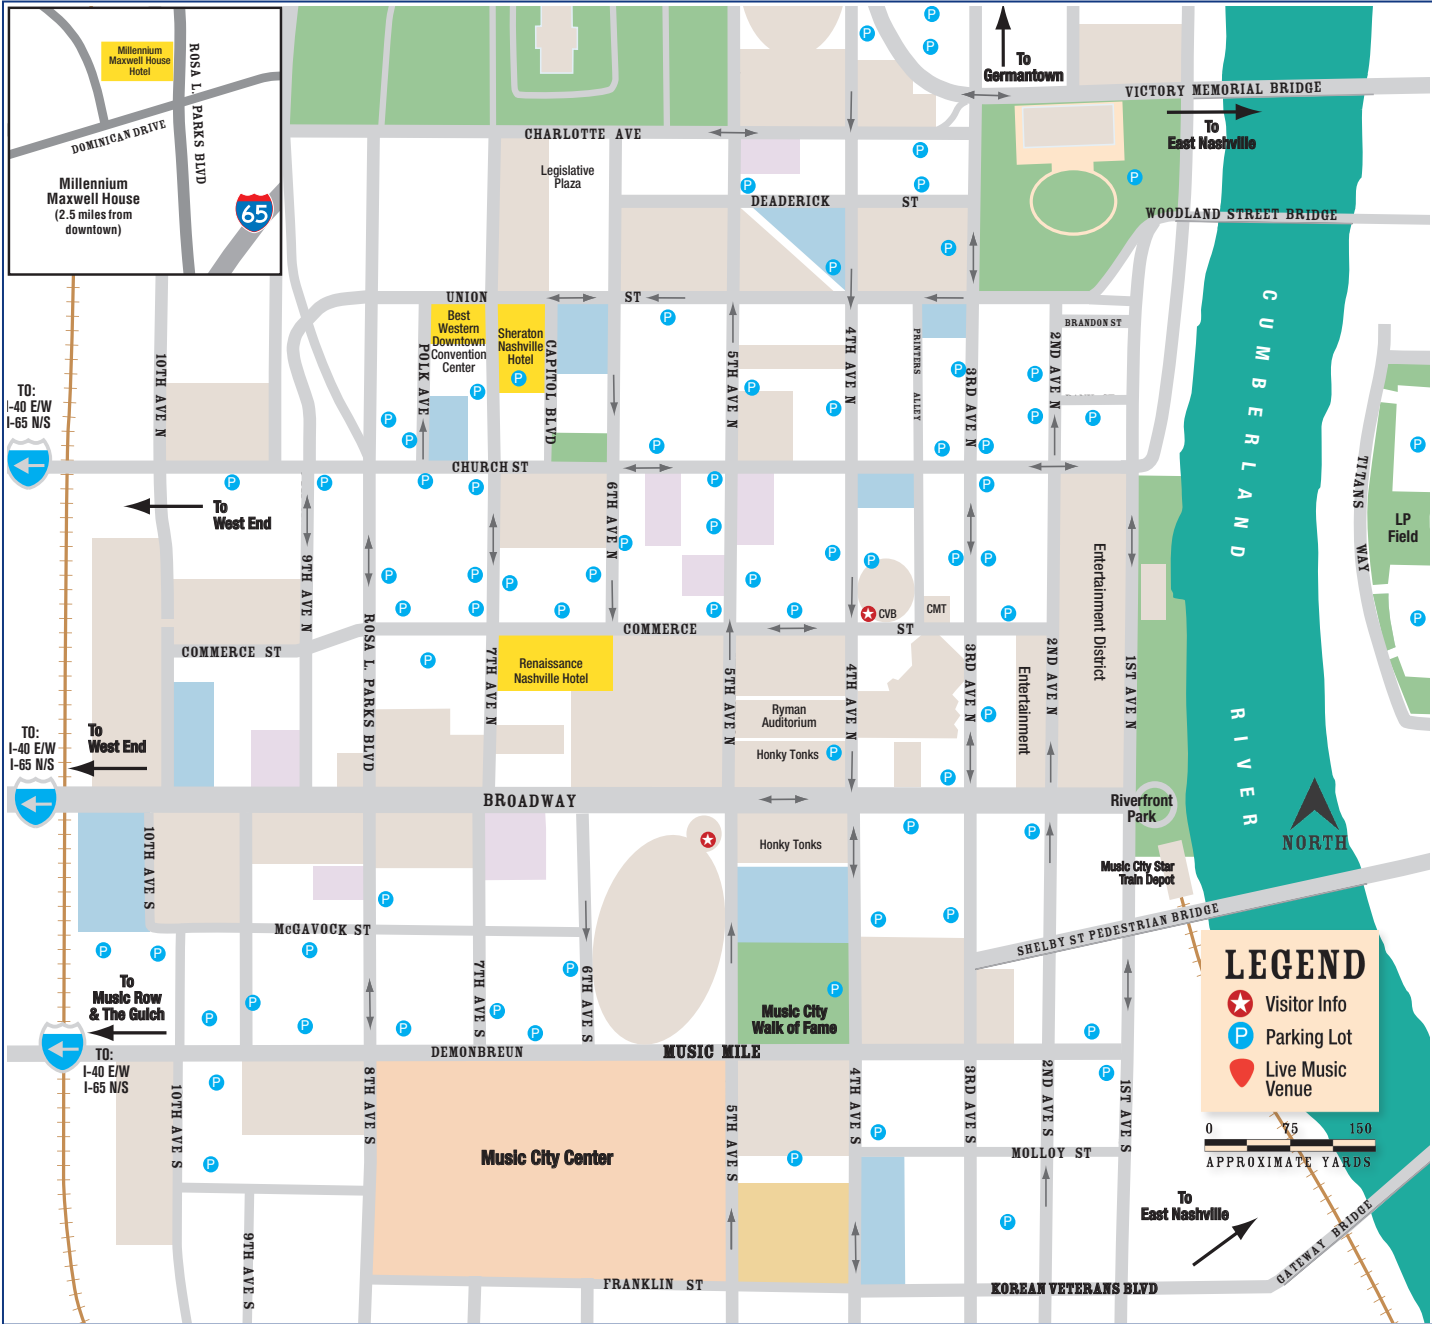 Millennium
Maxwell House
Hotel
ROSA L. PARKS BLVD
DOMINICAN DRIVE
Millennium
Maxwell House
(2.5 miles from
downtown)
65
To
Germantown
VICTORY MEMORIAL BRIDGE
To
East Nashville
CHARLOTTE AVE
Legislative
Plaza
DEADERICK ST
WOODLAND STREET BRIDGE
UNION ST
Best
Western
Downtown
Convention
Center
Sheraton
Nashville
Hotel
BRANDON ST
10TH AVE N
POLK AVE
CAPITOL BLVD
5TH AVE N
4TH AVE N
PRINTERS ALLEY
3RD AVE N
2ND AVE N
CUMBERLAND RIVER
TO:
I-40 E/W
I-65 N/S
CHURCH ST
To
West End
9TH AVE N
6TH AVE N
Entertainment District
TITANS WAY
LP
Field
CVB
CMT
COMMERCE ST
COMMERCE ST
ROSA L. PARKS BLVD
7TH AVE N
Renaissance
Nashville Hotel
5TH AVE N
4TH AVE N
3RD AVE N
Entertainment
2ND AVE N
1ST AVE N
Ryman
Auditorium
Honky Tonks
TO:
I-40 E/W
I-65 N/S
To
West End
BROADWAY
Riverfront
Park
NORTH
10TH AVE S
Honky Tonks
Music City Star
Train Depot
McGAVOCK ST
SHELBY ST PEDESTRIAN BRIDGE
7TH AVE S
6TH AVE S
To
Music Row
& The Gulch
Music City
Walk of Fame
LEGEND
Visitor Info
P
Parking Lot
Live Music
Venue
DEMONBREUN
MUSIC MILE
TO:
I-40 E/W
I-65 N/S
10TH AVE S
8TH AVE S
5TH AVE S
4TH AVE S
3RD AVE S
2ND AVE S
1ST AVE S
0 75 150
APPROXIMATE YARDS
Music City Center
MOLLOY ST
To
East Nashville
9TH AVE S
FRANKLIN ST
KOREAN VETERANS BLVD
GATEWAY BRIDGE